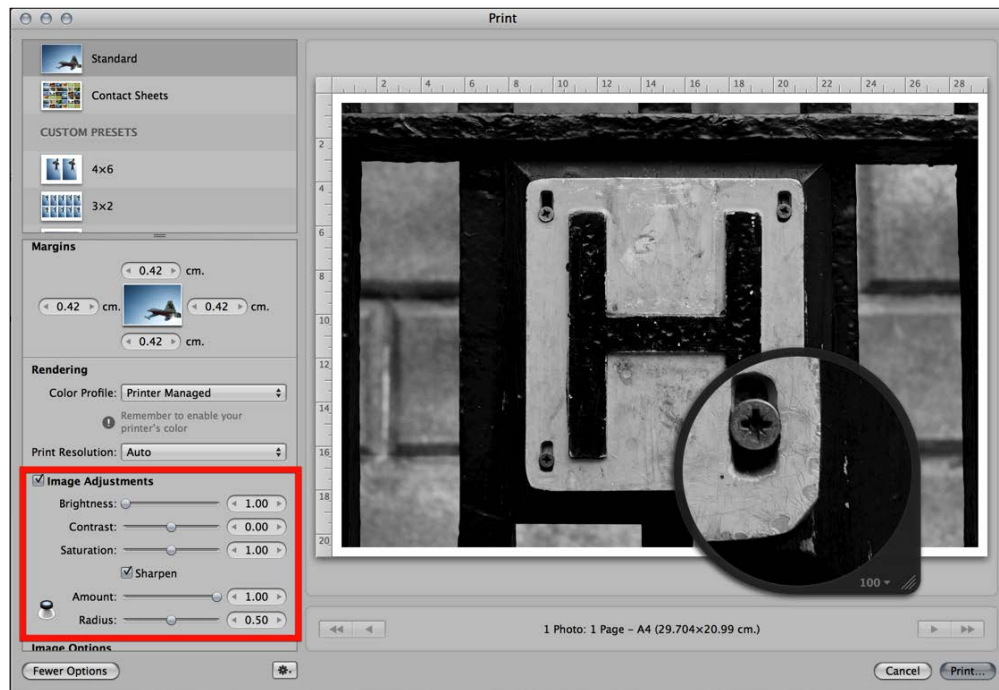 Print
Standard
Contact Sheets
CUSTOM PRESETS
4×6
3×2
Margins
0.42 cm.
0.42 cm. 0.42 cm.
0.42 cm.
Rendering
Color Profile: Printer Managed
Remember to enable your
printer's color
Print Resolution: Auto
Image Adjustments
Brightness: 1.00
Contrast: 0.00
Saturation: 1.00
Sharpen
Amount: 1.00
Radius: 0.50
Image Options
Fewer Options
2 4 6 8 10 12 14 16 18 20 22 24 26 28
2
4
6
8
10
12
14
16
18
20
H
100
1 Photo: 1 Page – A4 (29.704×20.99 cm.)
Cancel Print...